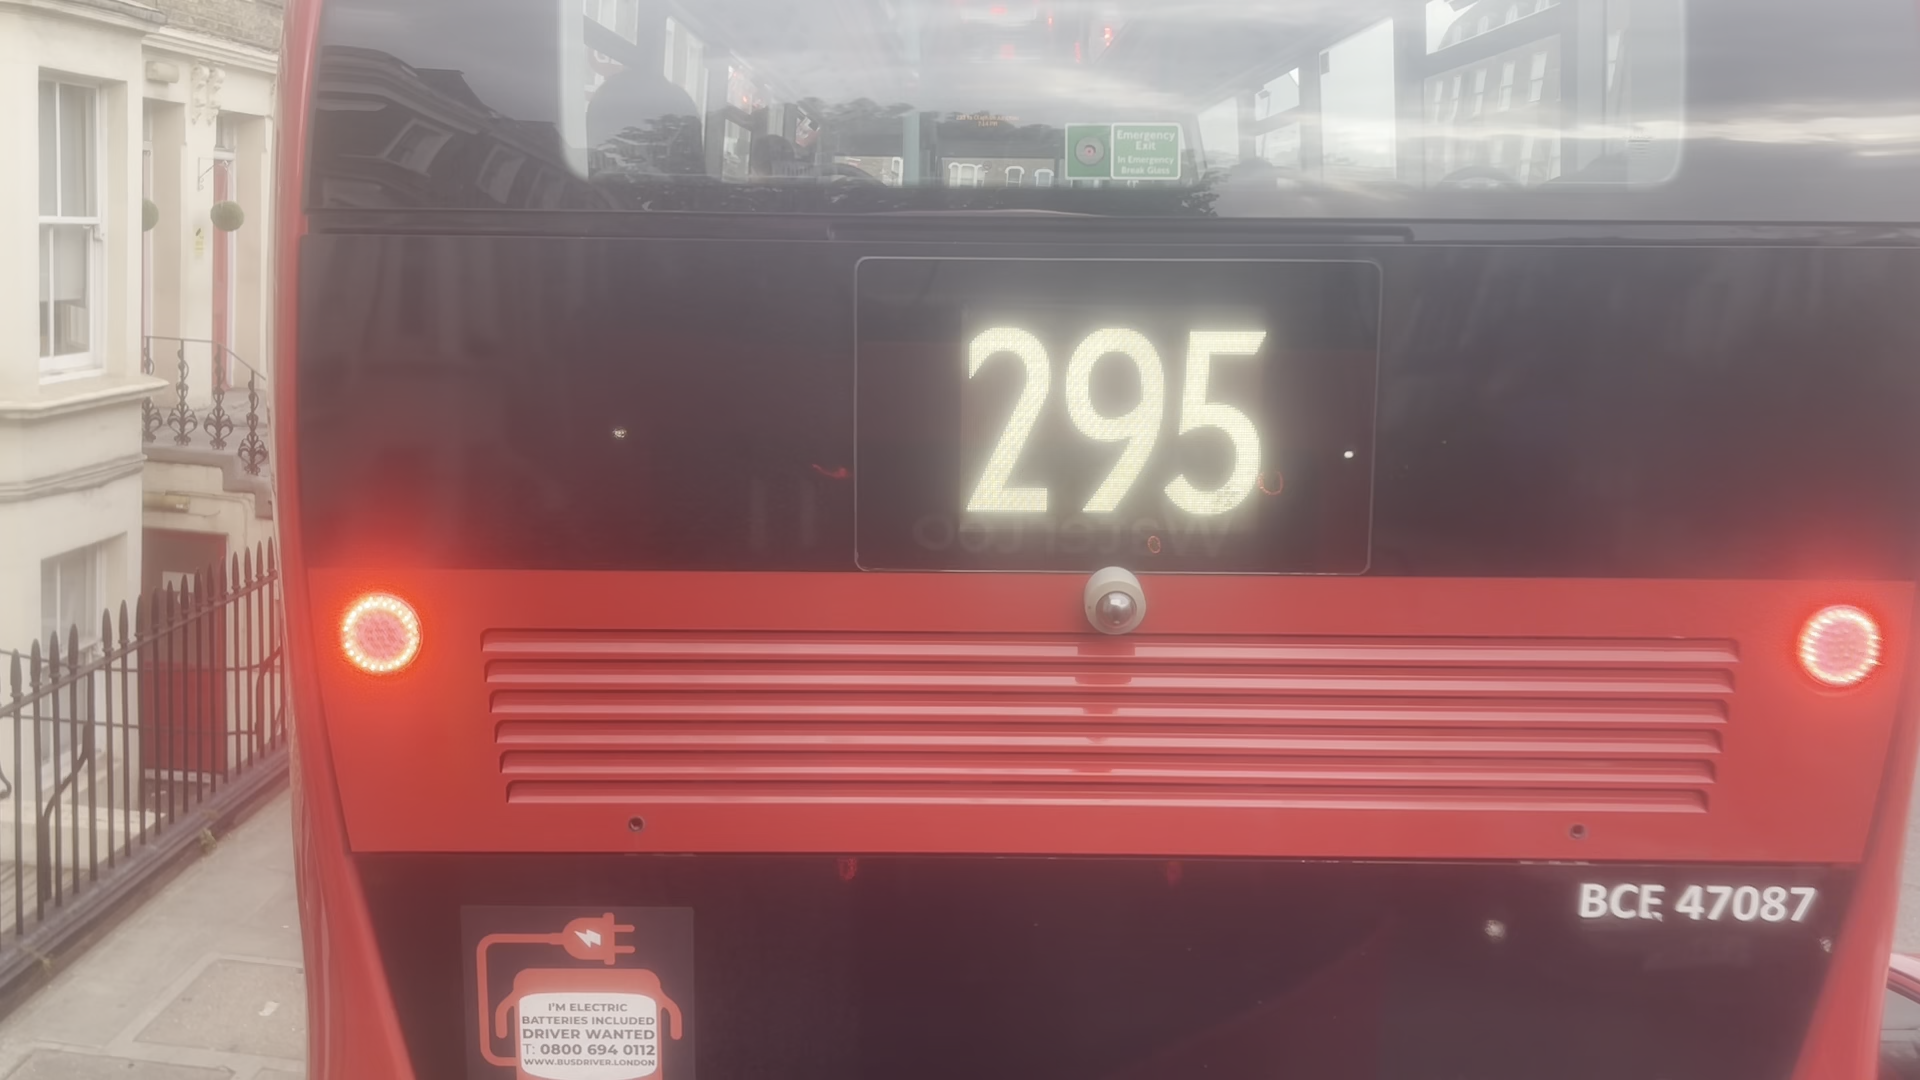 Emergency
Exit
In Emergency
Break Glass
295
BCE 47087
I'M ELECTRIC
BATTERIES INCLUDED
DRIVER WANTED
T: 0800 694 0112
WWW.BUSDRIVER.LONDON